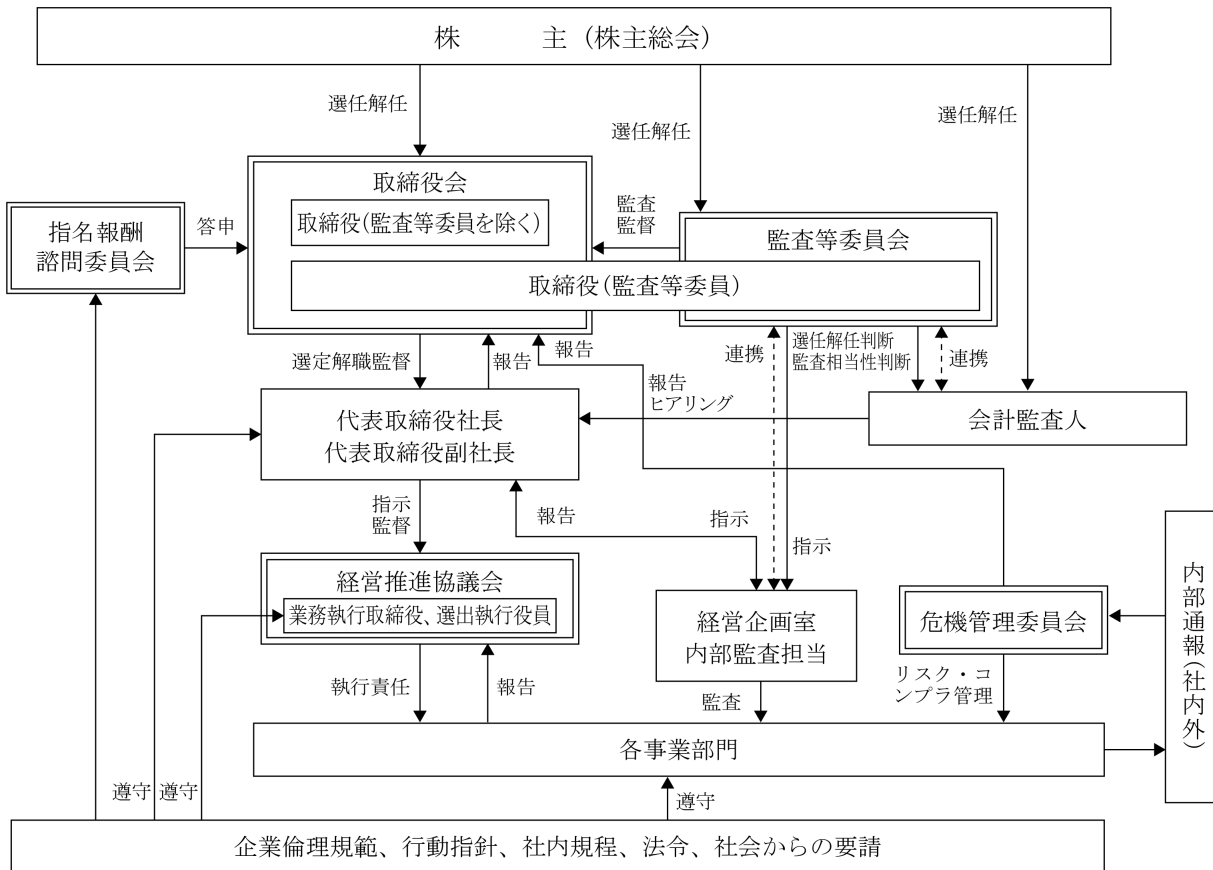 株　　　主（株主総会）
選任解任
選任解任
選任解任
取締役会
取締役（監査等委員を除く）
監査
監督
監査等委員会
指名報酬
諮問委員会
答申
取締役（監査等委員）
選定解職監督
報告
報告
連携
選任解任判断
監査相当性判断
連携
報告
ヒアリング
代表取締役社長
代表取締役副社長
会計監査人
指示
監督
報告
指示
指示
経営推進協議会
業務執行取締役、選出執行役員
経営企画室
内部監査担当
危機管理委員会
内部通報（社内外）
執行責任
報告
監査
リスク・コ
ンプラ管理
各事業部門
遵守
遵守
遵守
企業倫理規範、行動指針、社内規程、法令、社会からの要請